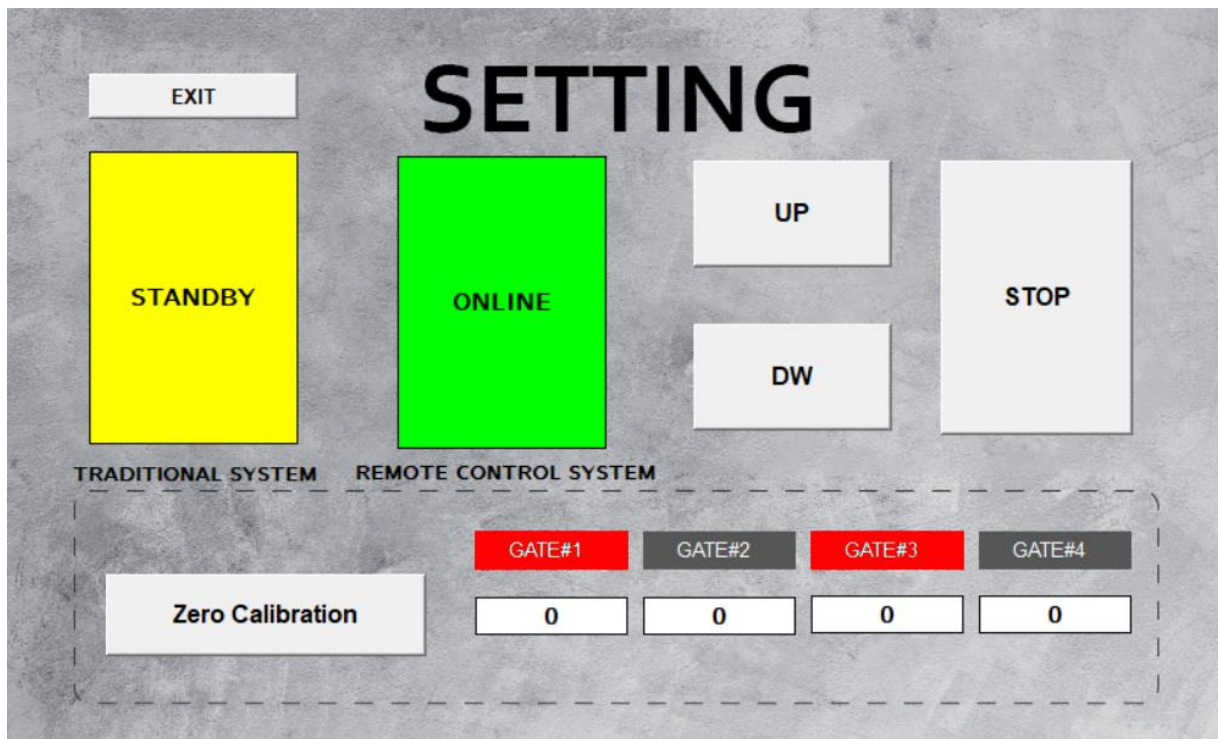 EXIT
SETTING
STANDBY
ONLINE
UP
DW
STOP
TRADITIONAL SYSTEM
REMOTE CONTROL SYSTEM
GATE#1 GATE#2 GATE#3 GATE#4
Zero Calibration
0 0 0 0